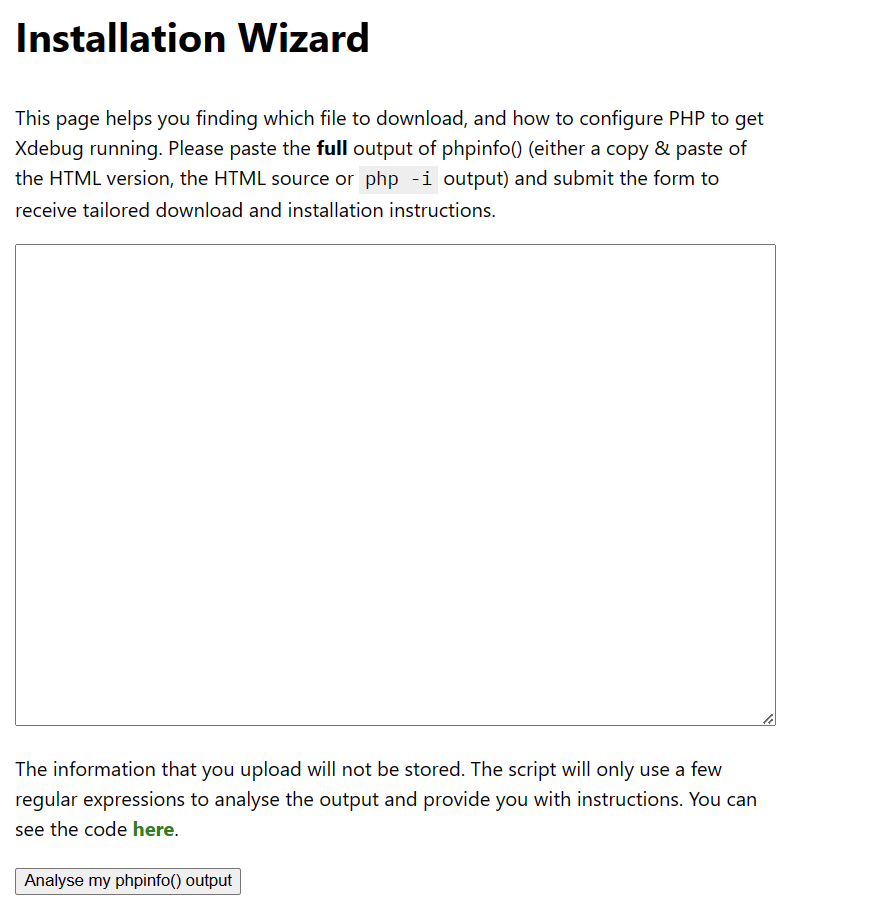 Installation Wizard
This page helps you finding which file to download, and how to configure PHP to get
Xdebug running. Please paste the full output of phpinfo() (either a copy & paste of
the HTML version, the HTML source or php -i output) and submit the form to
receive tailored download and installation instructions.
The information that you upload will not be stored. The script will only use a few
regular expressions to analyse the output and provide you with instructions. You can
see the code here.
Analyse my phpinfo() output